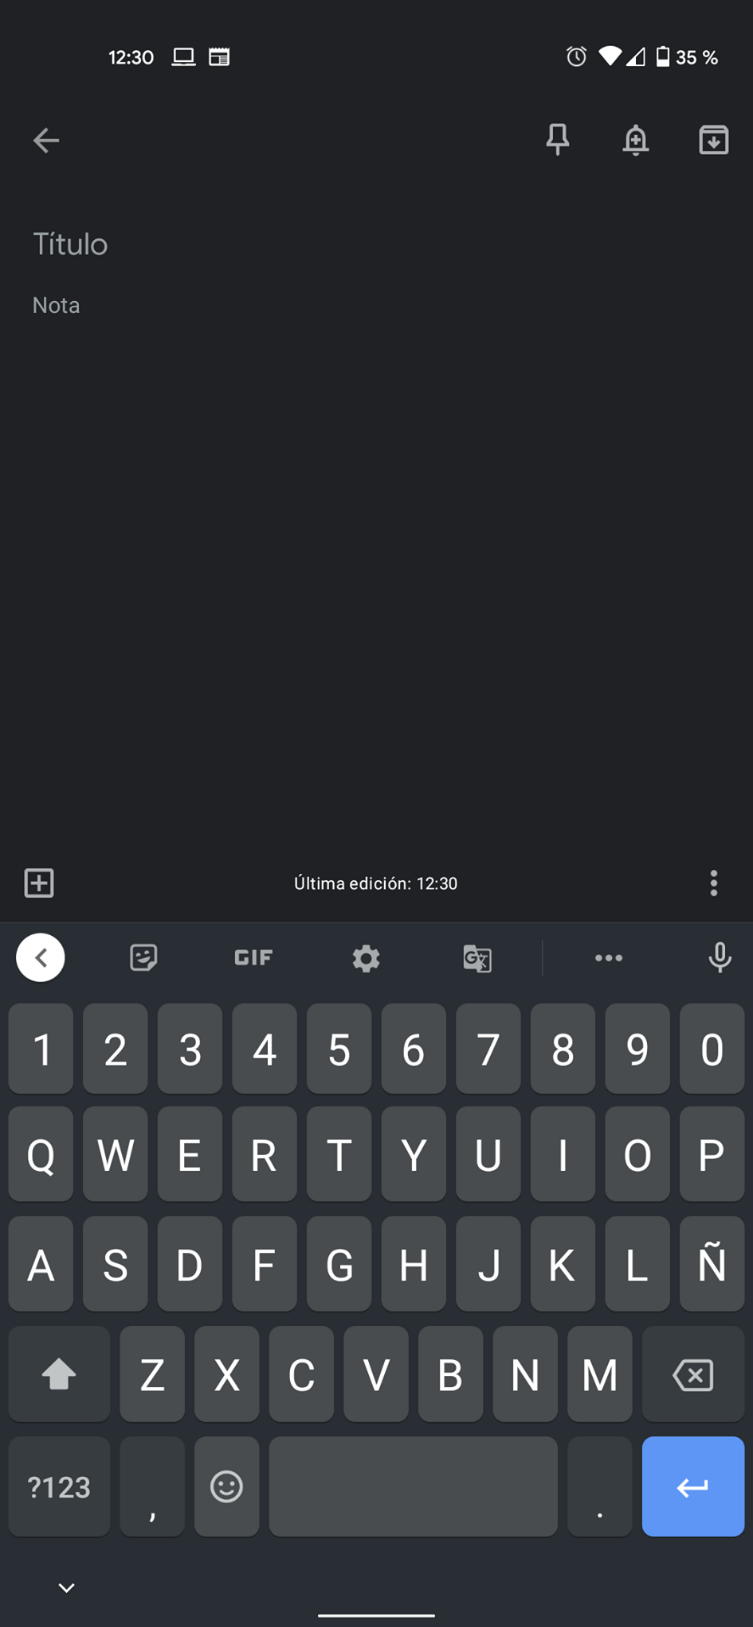 12:30 35 %
Título
Nota
Última edición: 12:30
GIF
1 2 3 4 5 6 7 8 9 0
Q W E R T Y U I O P
A S D F G H J K L Ñ
Z X C V B N M
?123 , .